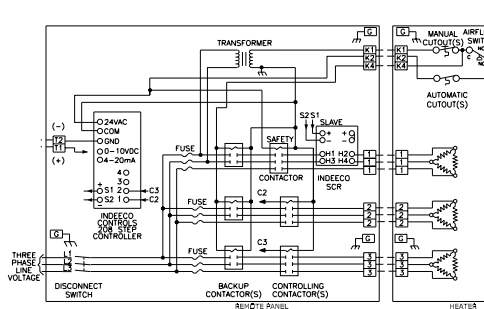 G
G
MANUAL
CUTOUT(S)
AIRFL
SWIT
NO
C
TRANSFORMER
K1
K2
K4
K1
K2
K4
AUTOMATIC
CUTOUT(S)
24VAC
COM
GND
0-10VDC
4-20mA
4
3
S1 2
S2 1
C3
C2
(-)
T2
T1
(+)
INDEECO
CONTROLS
208 STEP
CONTROLLER
FUSE
SAFETY
CONTACTOR
S2 S1
SLAVE
H1 H2
H3 H4
INDEECO
SCR
1
1
1
1
1
1
FUSE
C2
2
2
2
2
2
2
G
G
G
FUSE
C3
THREE
PHASE
LINE
VOLTAGE
L1
L2
L3
3
3
3
3
3
3
DISCONNECT
SWITCH
BACKUP
CONTACTOR(S)
CONTROLLING
CONTACTOR(S)
REMOTE PANEL
HEATER